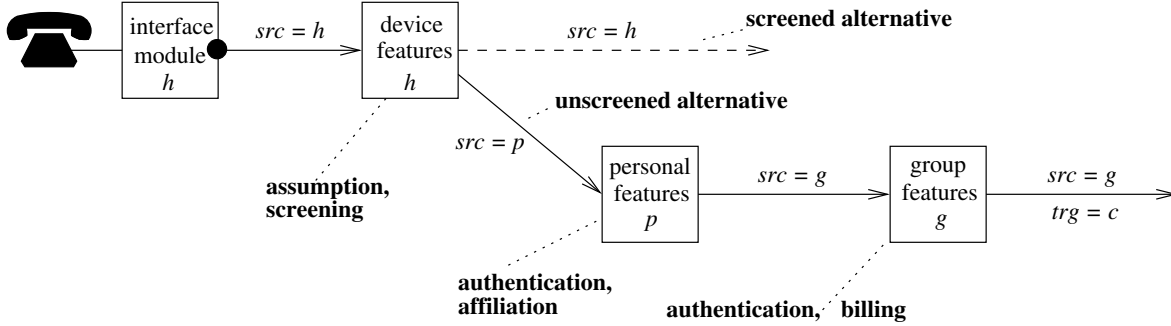 interface
module
h
src = h
device
features
h
src = h
screened alternative
unscreened alternative
src = p
assumption,
screening
personal
features
p
src = g
group
features
g
src = g
trg = c
authentication,
affiliation
authentication, billing